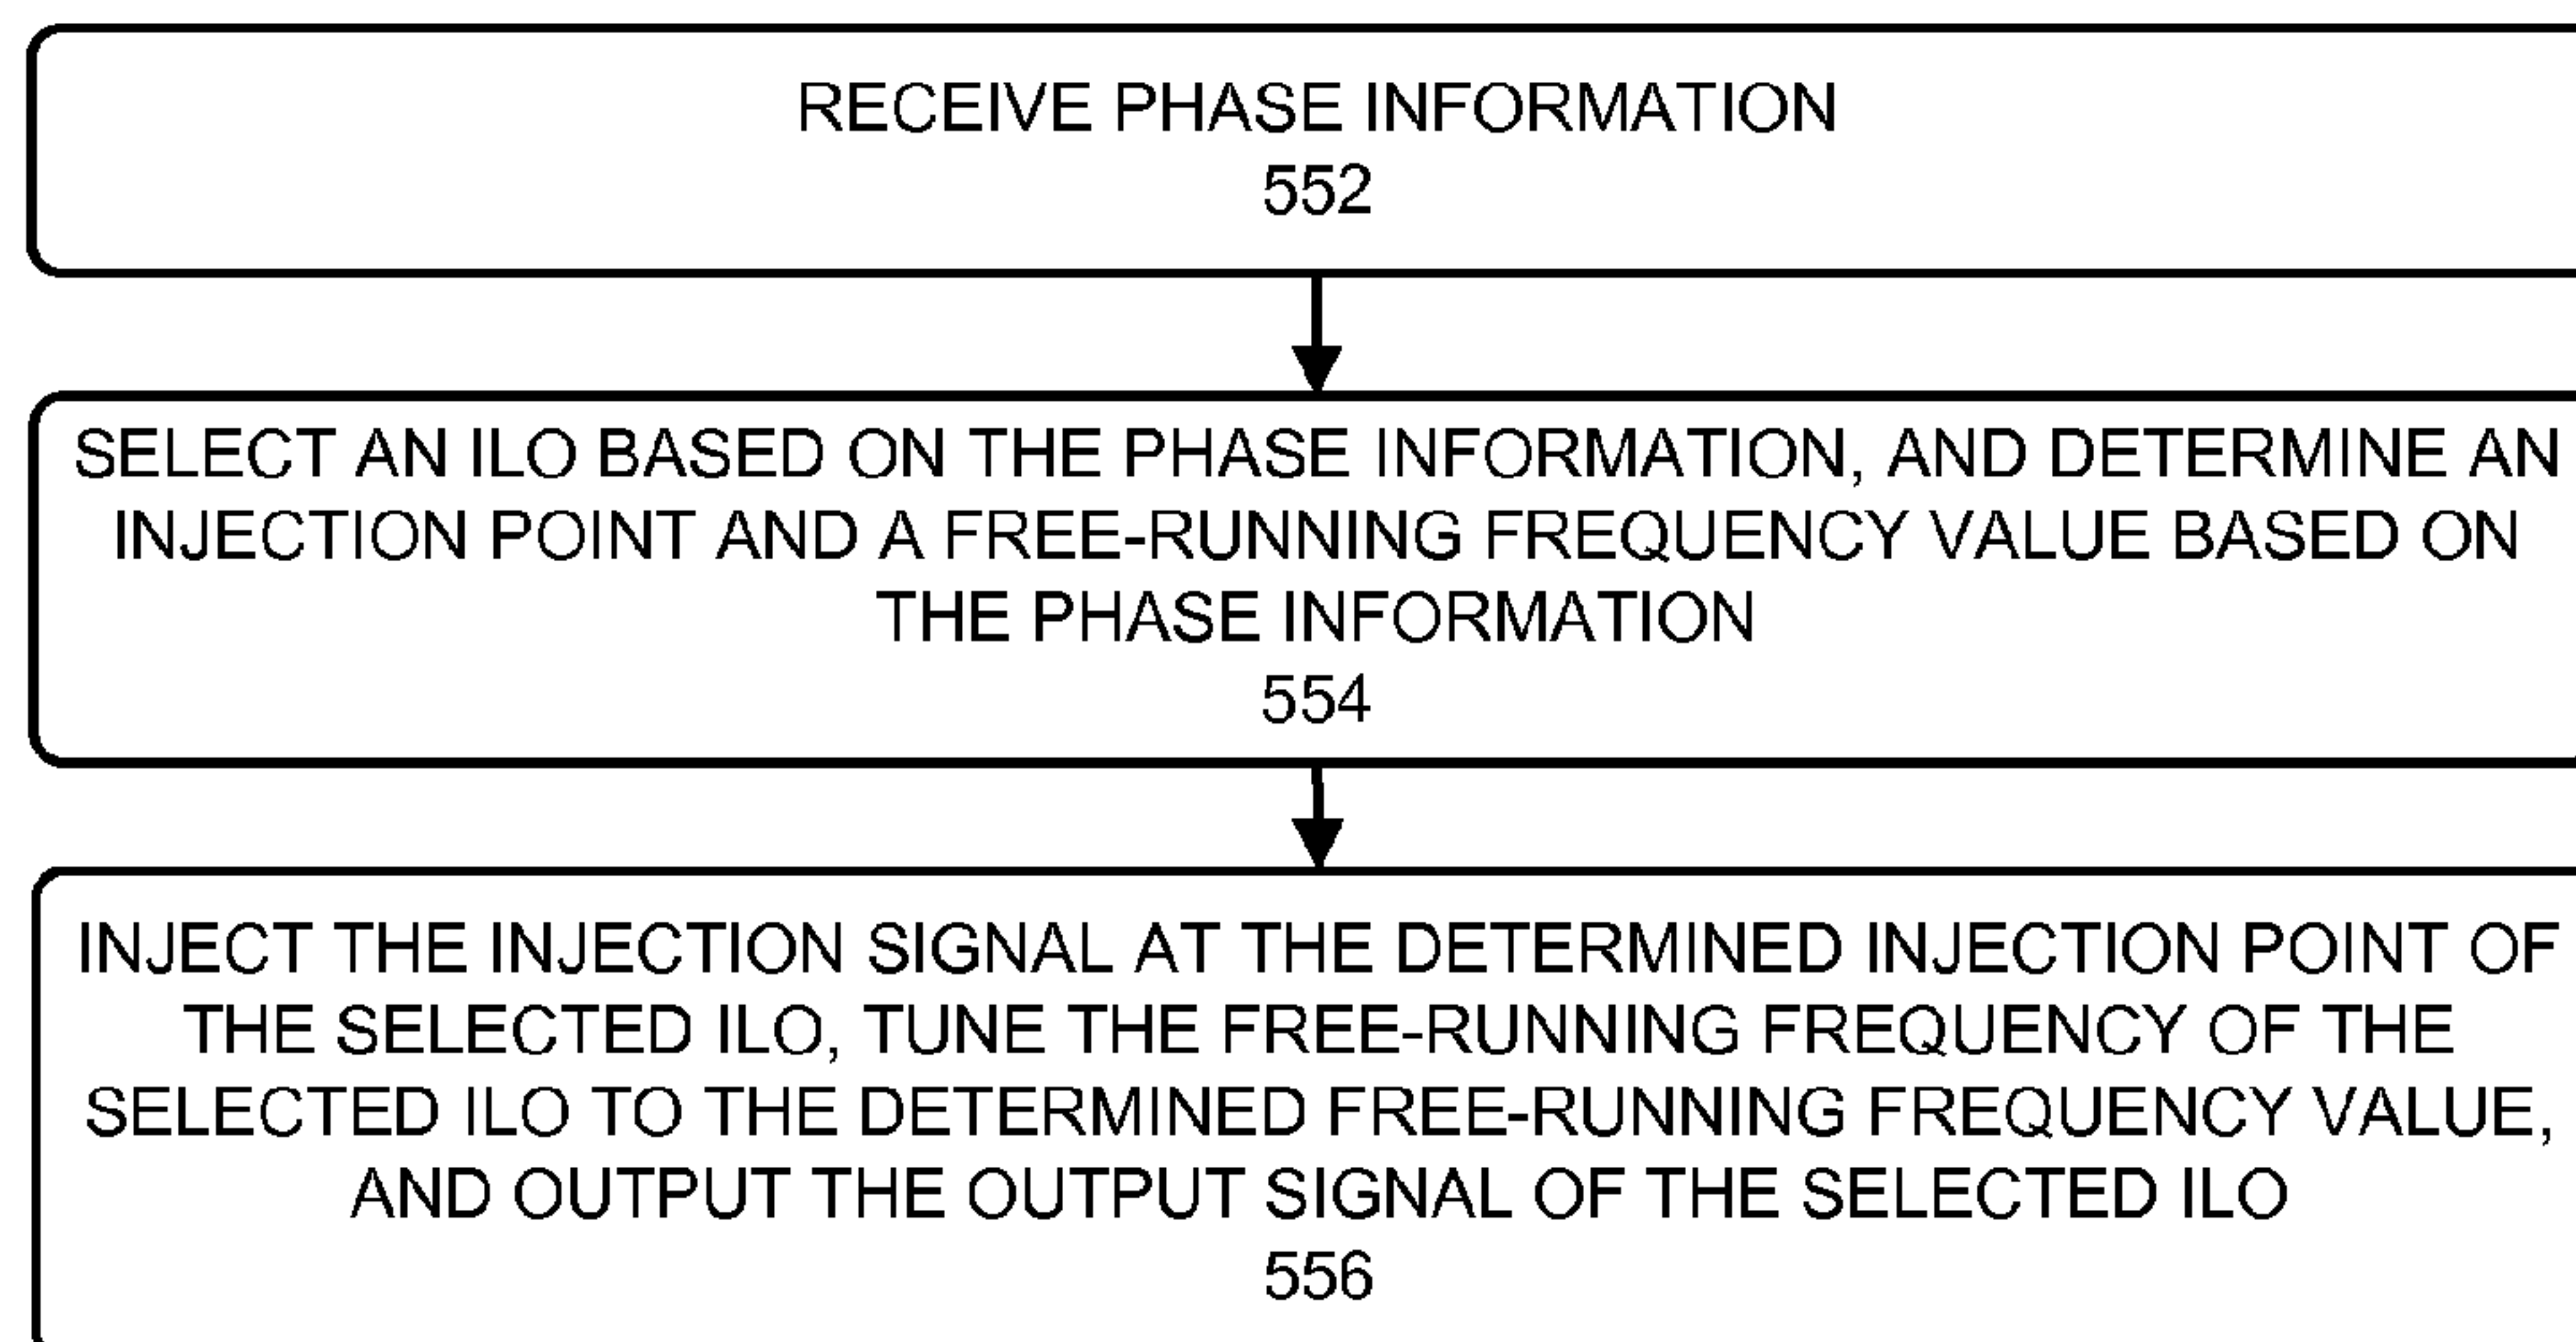 RECEIVE PHASE INFORMATION
552
SELECT AN ILO BASED ON THE PHASE INFORMATION, AND DETERMINE AN
INJECTION POINT AND A FREE-RUNNING FREQUENCY VALUE BASED ON
THE PHASE INFORMATION
554
INJECT THE INJECTION SIGNAL AT THE DETERMINED INJECTION POINT OF
THE SELECTED ILO, TUNE THE FREE-RUNNING FREQUENCY OF THE
SELECTED ILO TO THE DETERMINED FREE-RUNNING FREQUENCY VALUE,
AND OUTPUT THE OUTPUT SIGNAL OF THE SELECTED ILO
556